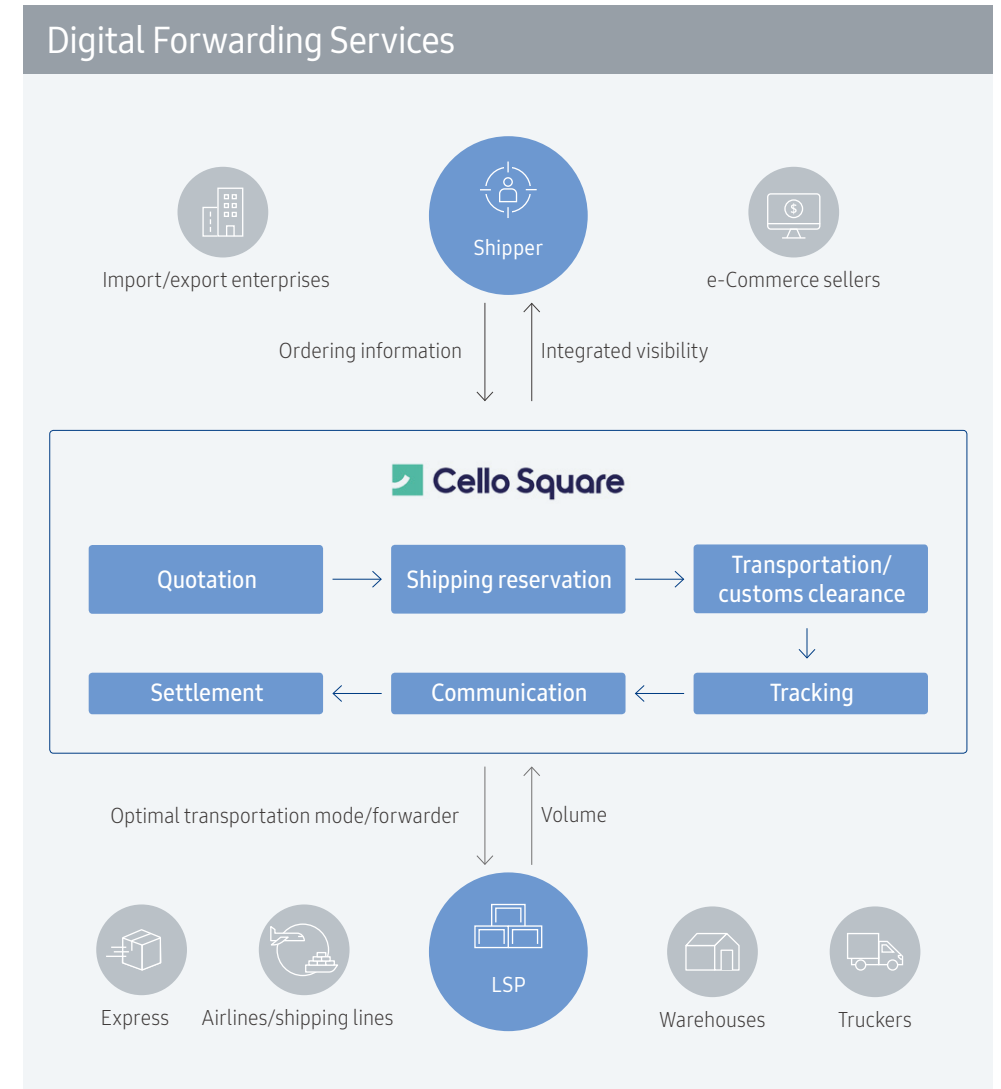 Digital Forwarding Services
Shipper
Import/export enterprises
e-Commerce sellers
Ordering information
Integrated visibility
Cello Square
Quotation
Shipping reservation
Transportation/
customs clearance
Settlement
Communication
Tracking
Optimal transportation mode/forwarder
Volume
LSP
Express
Airlines/shipping lines
Warehouses
Truckers